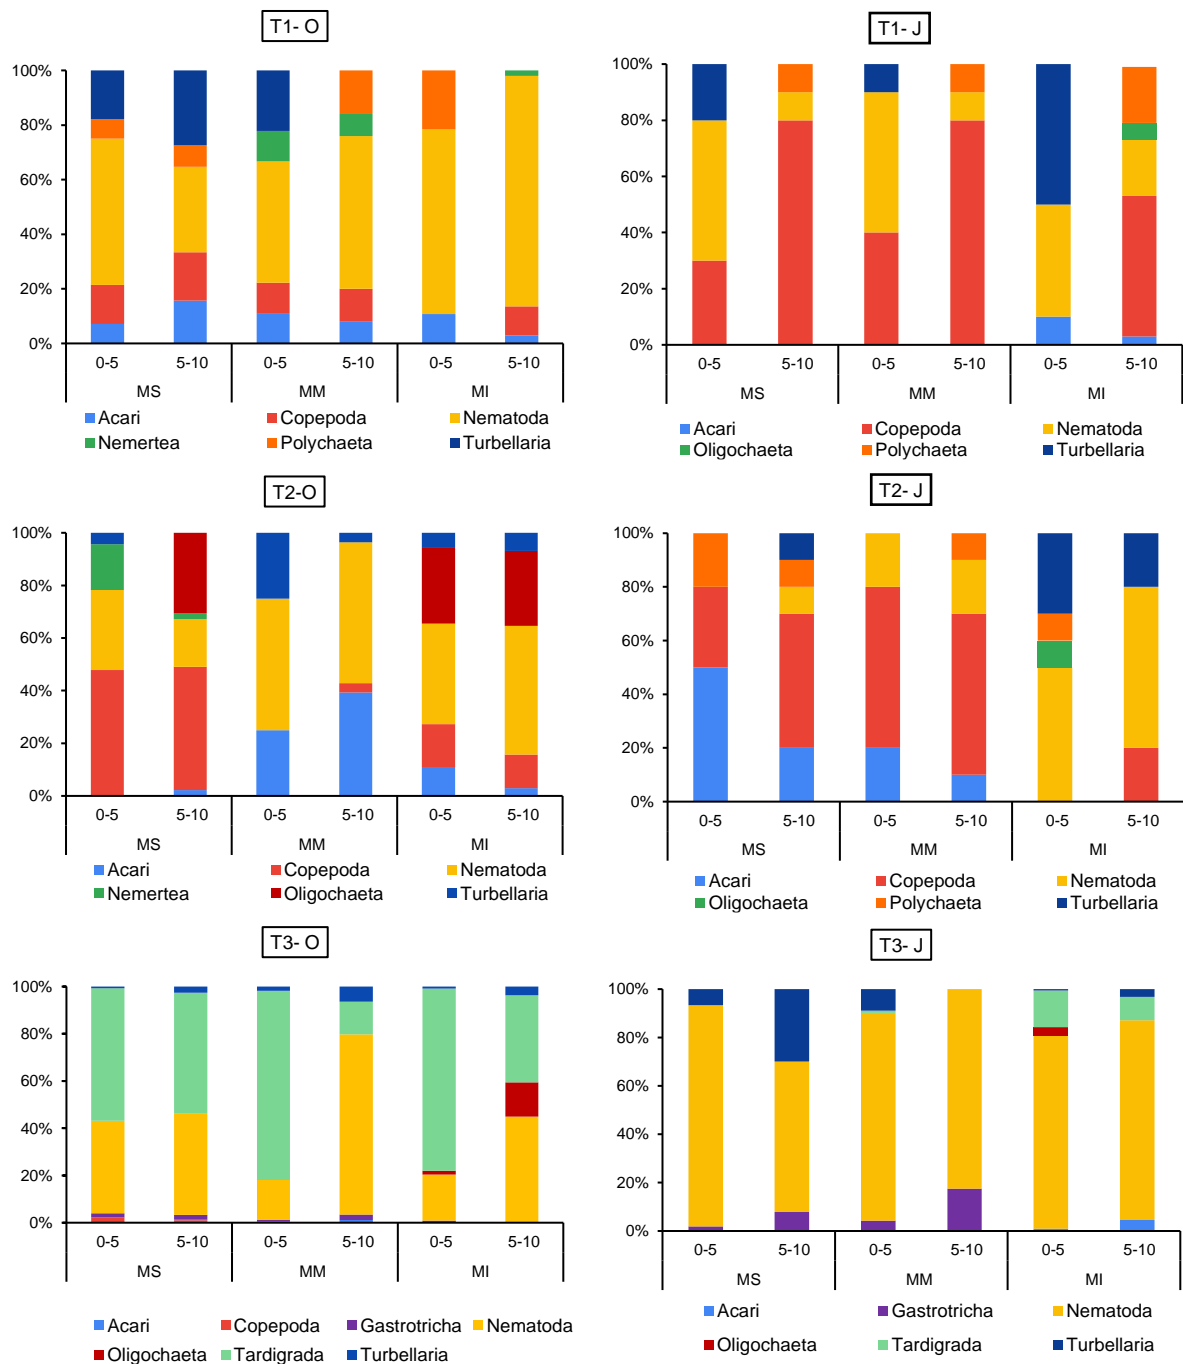 T1- O
100%
80%
60%
40%
20%
0%
0-5 5-10 0-5 5-10 0-5 5-10
MS MM MI
Acari Copepoda Nematoda
Nemertea Polychaeta Turbellaria
T1- J
100%
80%
60%
40%
20%
0%
0-5 5-10 0-5 5-10 0-5 5-10
MS MM MI
Acari Copepoda Nematoda
Oligochaeta Polychaeta Turbellaria
T2-O
100%
80%
60%
40%
20%
0%
0-5 5-10 0-5 5-10 0-5 5-10
MS MM MI
Acari Copepoda Nematoda
Nemertea Oligochaeta Turbellaria
T2- J
100%
80%
60%
40%
20%
0%
0-5 5-10 0-5 5-10 0-5 5-10
MS MM MI
Acari Copepoda Nematoda
Oligochaeta Polychaeta Turbellaria
T3- O
100%
80%
60%
40%
20%
0%
0-5 5-10 0-5 5-10 0-5 5-10
MS MM MI
Acari Copepoda Gastrotricha Nematoda
Oligochaeta Tardigrada Turbellaria
T3- J
100%
80%
60%
40%
20%
0%
0-5 5-10 0-5 5-10 0-5 5-10
MS MM MI
Acari Gastrotricha Nematoda
Oligochaeta Tardigrada Turbellaria